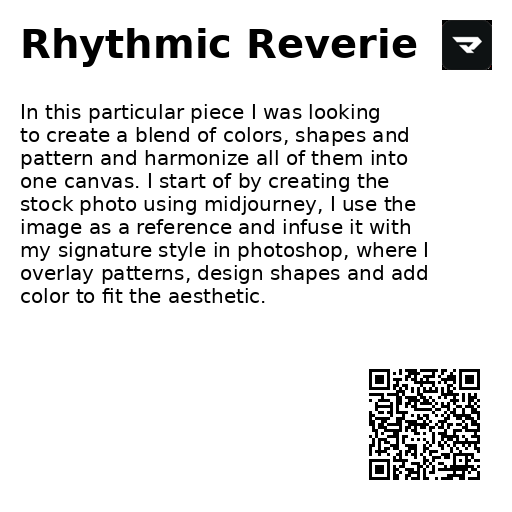 Rhythmic Reverie
In this particular piece I was looking
to create a blend of colors, shapes and
pattern and harmonize all of them into
one canvas. I start of by creating the
stock photo using midjourney, I use the
image as a reference and infuse it with
my signature style in photoshop, where I
overlay patterns, design shapes and add
color to fit the aesthetic.